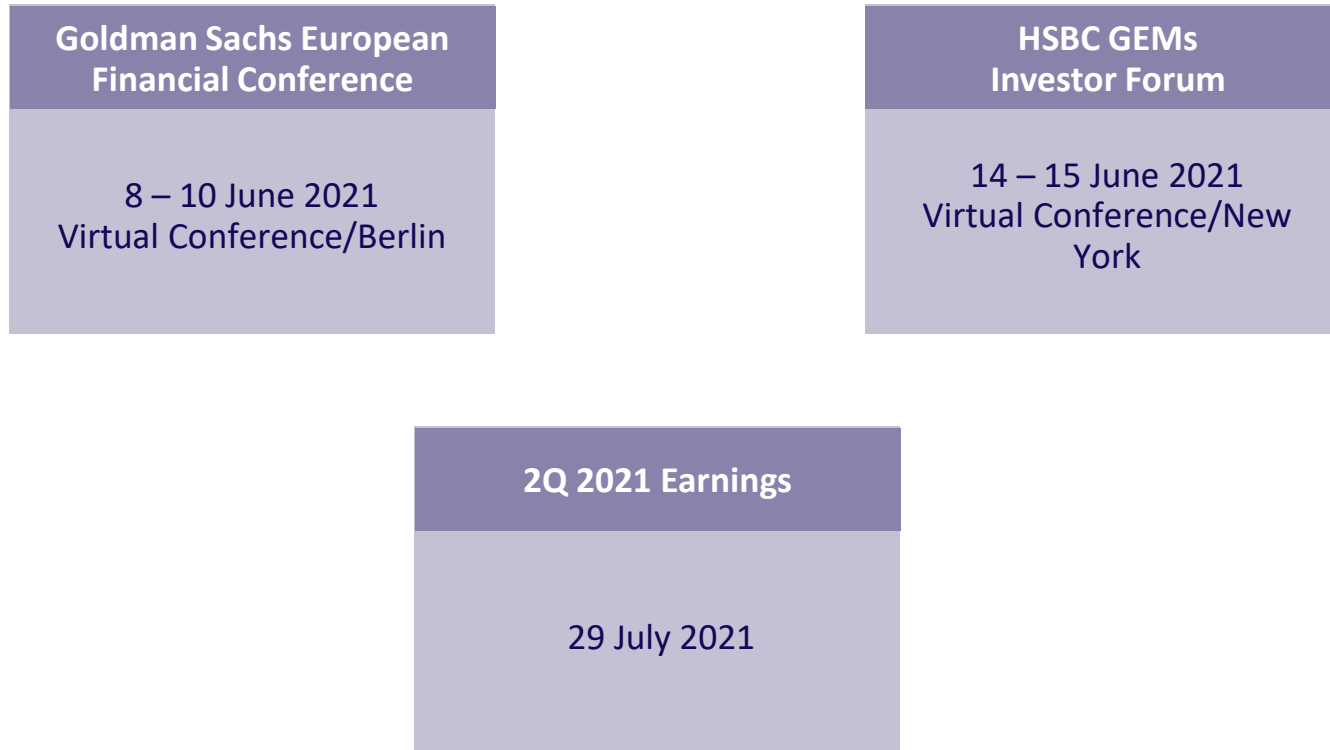 Goldman Sachs European
Financial Conference
8 – 10 June 2021
Virtual Conference/Berlin
HSBC GEMs
Investor Forum
14 – 15 June 2021
Virtual Conference/New
York
2Q 2021 Earnings
29 July 2021